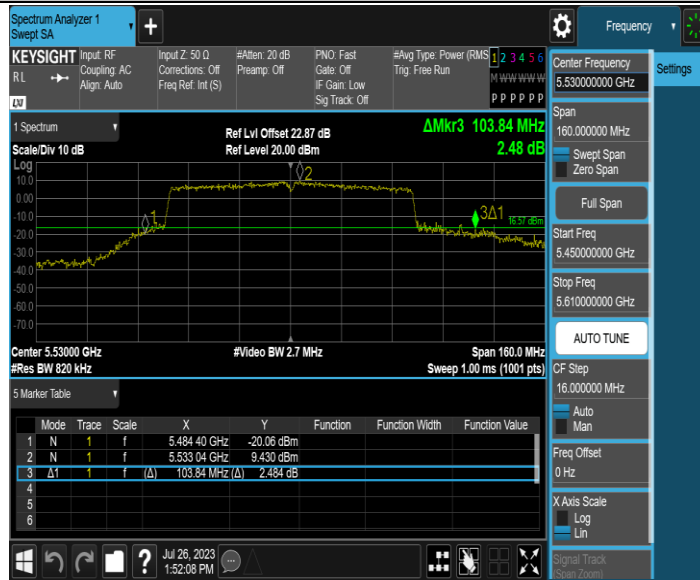 Spectrum Analyzer 1
Swept SA
Frequency
KEYSIGHT
RL
LXI
Input: RF
Coupling: AC
Align: Auto
Input Z: 50 Ω
Corrections: Off
Freq Ref: Int (S)
#Atten: 20 dB
Preamp: Off
PNO: Fast
Gate: Off
IF Gain: Low
Sig Track: Off
#Avg Type: Power (RMS
Trig: Free Run
1 2 3 4 5 6
M W W W W W
P P P P P P
Settings
Center Frequency
5.530000000 GHz
Span
160.000000 MHz
Swept Span
Zero Span
Full Span
Start Freq
5.450000000 GHz
Stop Freq
5.610000000 GHz
AUTO TUNE
CF Step
16.000000 MHz
Auto
Man
Freq Offset
0 Hz
X Axis Scale
Log
Lin
Signal Track
(Span Zoom)
1 Spectrum
Scale/Div 10 dB
Ref Lvl Offset 22.87 dB
Ref Level 20.00 dBm
ΔMkr3 103.84 MHz
2.48 dB
Log
10.0
0.00
-10.0
-20.0
-30.0
-40.0
-50.0
-60.0
-70.0
1
2
3Δ1
Center 5.53000 GHz
#Res BW 820 kHz
#Video BW 2.7 MHz
Span 160.0 MHz
Sweep 1.00 ms (1001 pts)
5 Marker Table
Mode Trace Scale X Y Function Function Width Function Value
1 N 1 f 5.484 40 GHz -20.06 dBm
2 N 1 f 5.533 04 GHz 9.430 dBm
3 Δ1 1 f (Δ) 103.84 MHz (Δ) 2.484 dB
4
5
6
?
Jul 26, 2023
1:52:08 PM